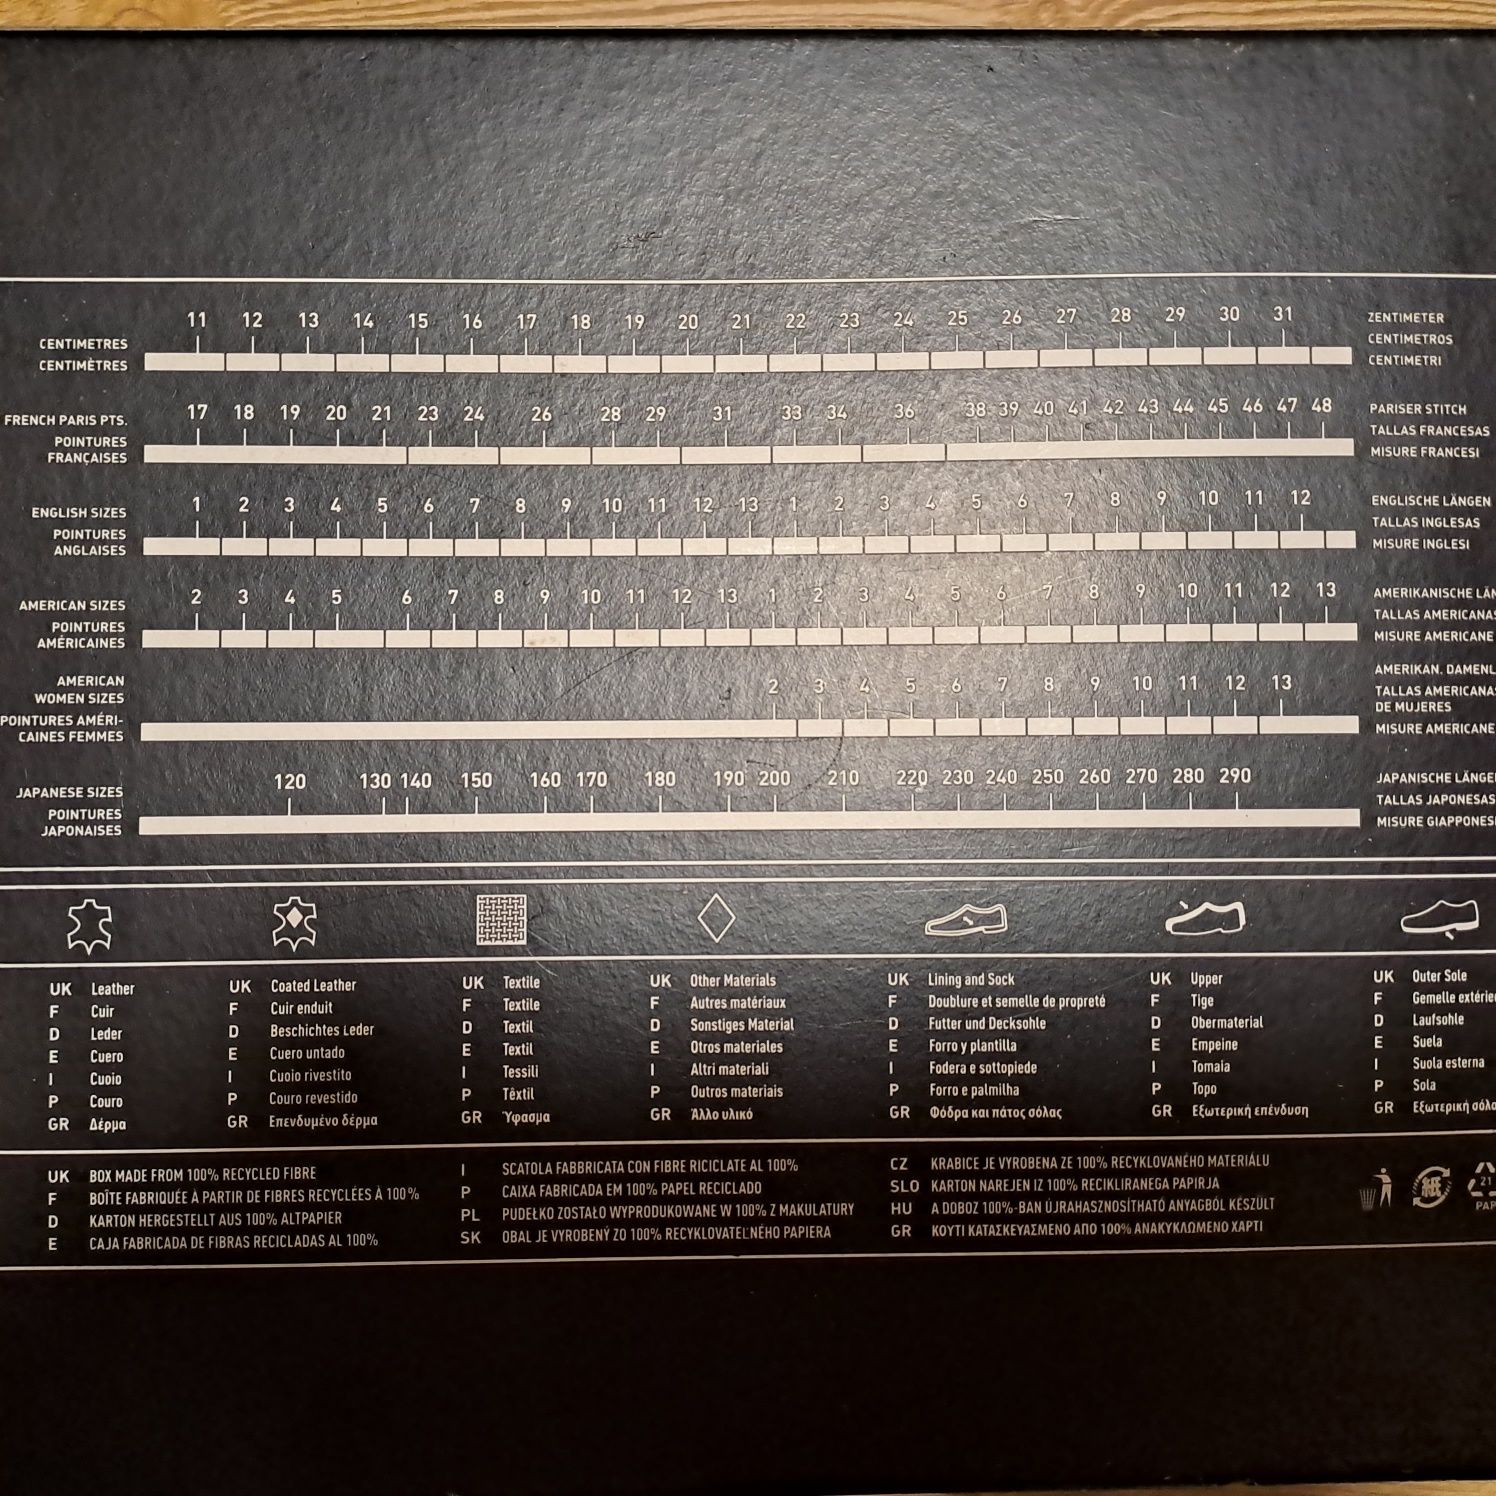 11 12 13 14 15 16 17 18 19 20 21 22 23 24 25 26 27 28 29 30 31
CENTIMETRES
CENTIMÈTRES
ZENTIMETER
CENTIMETROS
CENTIMETRI
17 18 19 20 21 23 24 26 28 29 31 33 34 36 38 39 40 41 42 43 44 45 46 47 48
FRENCH PARIS PTS.
POINTURES
FRANÇAISES
PARISER STITCH
TALLAS FRANCESAS
MISURE FRANCESI
1 2 3 4 5 6 7 8 9 10 11 12 13 1 2 3 4 5 6 7 8 9 10 11 12
ENGLISH SIZES
POINTURES
ANGLAISES
ENGLISCHE LÄNGEN
TALLAS INGLESAS
MISURE INGLESI
2 3 4 5 6 7 8 9 10 11 12 13 1 2 3 4 5 6 7 8 9 10 11 12 13
AMERICAN SIZES
POINTURES
AMÉRICAINES
AMERIKANISCHE LÄN
TALLAS AMERICANAS
MISURE AMERICANE
2 3 4 5 6 7 8 9 10 11 12 13
AMERICAN
WOMEN SIZES
POINTURES AMÉRI-
CAINES FEMMES
AMERIKAN. DAMENL
TALLAS AMERICANAS
DE MUJERES
MISURE AMERICANE
120 130 140 150 160 170 180 190 200 210 220 230 240 250 260 270 280 290
JAPANESE SIZES
POINTURES
JAPONAISES
JAPANISCHE LÄNGEN
TALLAS JAPONESAS
MISURE GIAPPONESI
UK Leather
F Cuir
D Leder
E Cuero
I Cuoio
P Couro
GR Δέρμα
UK Coated Leather
F Cuir enduit
D Beschichtes Leder
E Cuero untado
I Cuoio rivestito
P Couro revestido
GR Επενδυμένο δέρμα
UK Textile
F Textile
D Textil
E Textil
I Tessili
P Têxtil
GR Ύφασμα
UK Other Materials
F Autres matériaux
D Sonstiges Material
E Otros materiales
I Altri materiali
P Outros materiais
GR Άλλο υλικό
UK Lining and Sock
F Doublure et semelle de propreté
D Futter und Decksohle
E Forro y plantilla
I Fodera e sottopiede
P Forro e palmilha
GR Φόδρα και πάτος σόλας
UK Upper
F Tige
D Obermaterial
E Empeine
I Tomaia
P Topo
GR Εξωτερική επένδυση
UK Outer Sole
F Gemelle extérieu
D Laufsohle
E Suela
I Suola esterna
P Sola
GR Εξωτερική σόλα
UK BOX MADE FROM 100% RECYCLED FIBRE
F BOÎTE FABRIQUÉE À PARTIR DE FIBRES RECYCLÉES À 100%
D KARTON HERGESTELLT AUS 100% ALTPAPIER
E CAJA FABRICADA DE FIBRAS RECICLADAS AL 100%
I SCATOLA FABBRICATA CON FIBRE RICICLATE AL 100%
P CAIXA FABRICADA EM 100% PAPEL RECICLADO
PL PUDEŁKO ZOSTAŁO WYPRODUKOWANE W 100% Z MAKULATURY
SK OBAL JE VYROBENÝ ZO 100% RECYKLOVATEĽNÉHO PAPIERA
CZ KRABICE JE VYROBENA ZE 100% RECYKLOVANÉHO MATERIÁLU
SLO KARTON NAREJEN IZ 100% RECIKLIRANEGA PAPIRJA
HU A DOBOZ 100%-BAN ÚJRAHASZNOSÍTHATÓ ANYAGBÓL KÉSZÜLT
GR ΚΟΥΤΙ ΚΑΤΑΣΚΕΥΑΣΜΕΝΟ ΑΠΟ 100% ΑΝΑΚΥΚΛΩΜΕΝΟ ΧΑΡΤΙ
紙
21
PAP